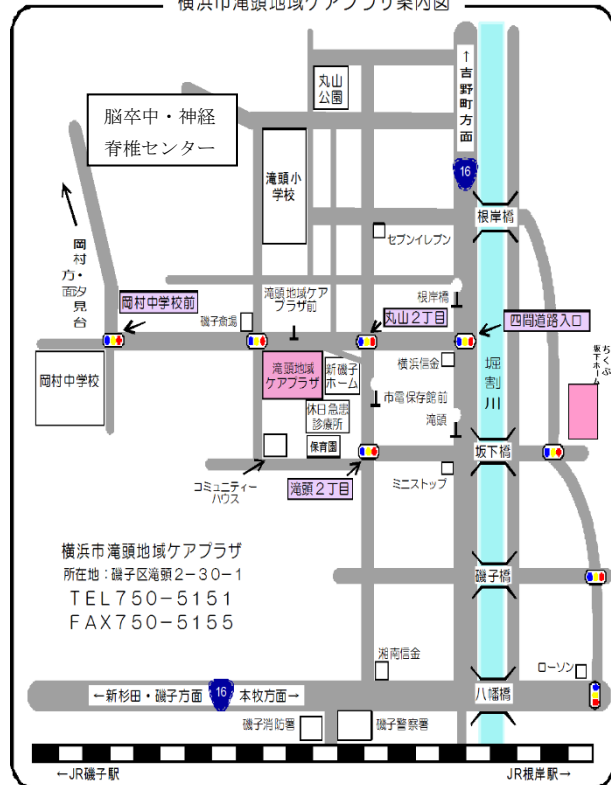 横浜市滝頭地域ケアプラザ案内図
↑吉野町方面
丸山
公園
脳卒中・神経
脊椎センター
16
滝頭小
学校
根岸橋
セブンイレブン
岡村・汐見台
方面
根岸橋
滝頭地域ケア
プラザ前
岡村中学校前
磯子斎場
丸山2丁目
四間道路入口
堀割川
ちくぶ
坂下ホーム
横浜信金
岡村中学校
滝頭地域
ケアプラザ
新磯子
ホーム
市電保存館前
休日急患
診療所
滝頭
保育園
坂下橋
コミュニティー
ハウス
滝頭2丁目
ミニストップ
横浜市滝頭地域ケアプラザ
所在地:磯子区滝頭2-30-1
TEL750-5151
FAX750-5155
磯子橋
湘南信金
ローソン
←新杉田・磯子方面 16 本牧方面→
八幡橋
磯子消防署
磯子警察署
←JR磯子駅
JR根岸駅→